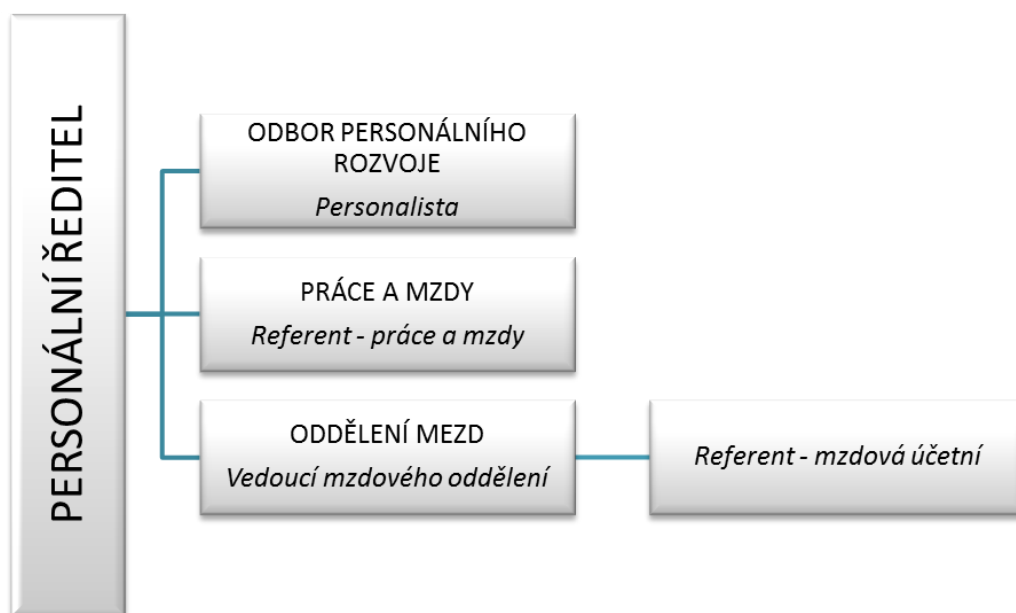 PERSONÁLNÍ ŘEDITEL
ODBOR PERSONÁLNÍHO
ROZVOJE
Personalista
PRÁCE A MZDY
Referent - práce a mzdy
ODDĚLENÍ MEZD
Vedoucí mzdového oddělení
Referent - mzdová účetní